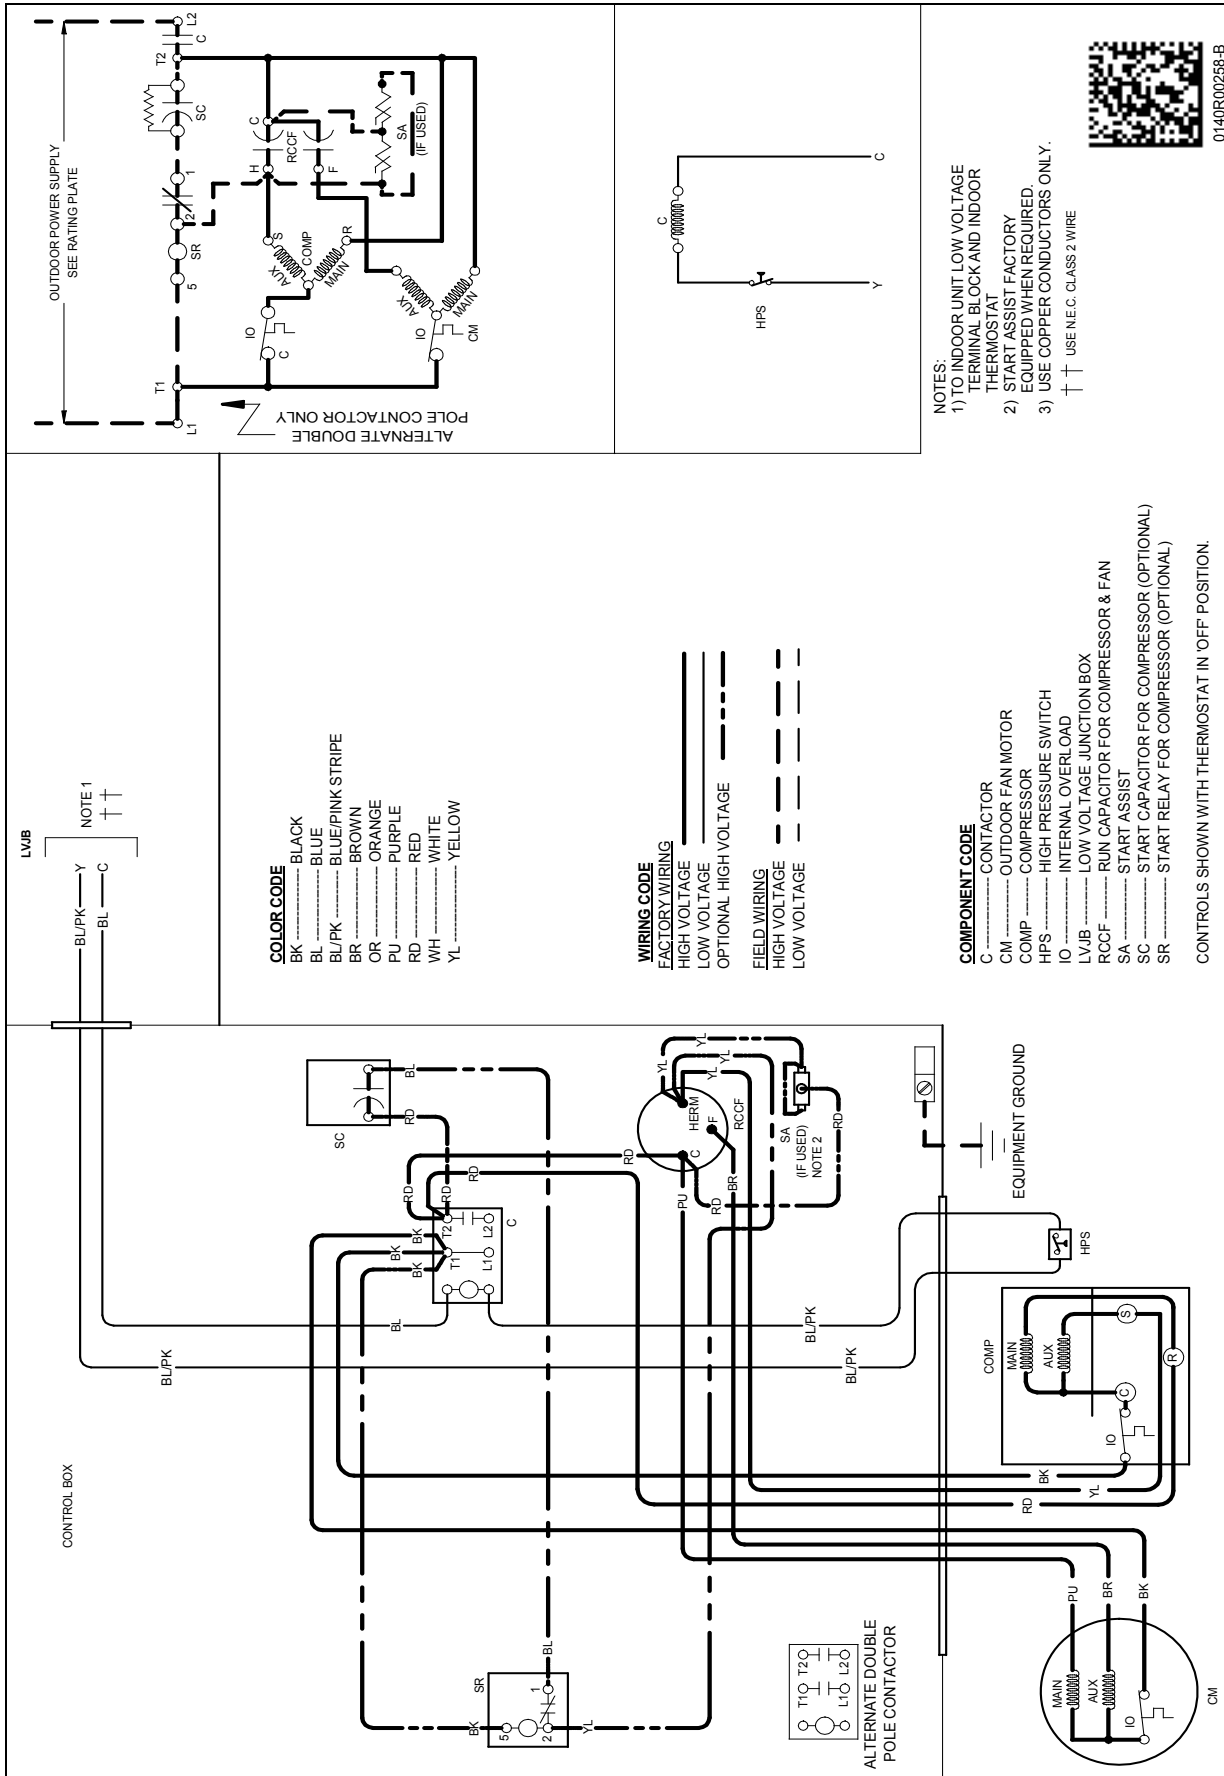 CONTROL BOX
LVJB
NOTE 1
BL/PK
Y
BL
C
BL/PK
BL
BL/PK
BL/PK
SC
RD
BL
RD
RD
RD
RD
RD
BK
BK
BK
T2
L2
T1
L1
C
SR
BK
5
2
1
BL
YL
PU
BR
RD
RD
HERM
F
C
RCCF
YL
YL
YL
YL
SA
(IF USED)
NOTE 2
ALTERNATE DOUBLE
POLE CONTACTOR
T1
T2
L1
L2
EQUIPMENT GROUND
HPS
COMP
MAIN
AUX
IO
C
S
R
BK
YL
RD
PU
BR
BK
MAIN
AUX
IO
CM
COLOR CODE
BK ---------- BLACK
BL ---------- BLUE
BL/PK ---------- BLUE/PINK STRIPE
BR ---------- BROWN
OR ---------- ORANGE
PU ---------- PURPLE
RD ---------- RED
WH ---------- WHITE
YL ---------- YELLOW
WIRING CODE
FACTORY WIRING
HIGH VOLTAGE
LOW VOLTAGE
OPTIONAL HIGH VOLTAGE
FIELD WIRING
HIGH VOLTAGE
LOW VOLTAGE
COMPONENT CODE
C ---------- CONTACTOR
CM ---------- OUTDOOR FAN MOTOR
COMP ---------- COMPRESSOR
HPS ---------- HIGH PRESSURE SWITCH
IO ---------- INTERNAL OVERLOAD
LVJB ---------- LOW VOLTAGE JUNCTION BOX
RCCF ---------- RUN CAPACITOR FOR COMPRESSOR & FAN
SA ---------- START ASSIST
SC ---------- START CAPACITOR FOR COMPRESSOR (OPTIONAL)
SR ---------- START RELAY FOR COMPRESSOR (OPTIONAL)
CONTROLS SHOWN WITH THERMOSTAT IN 'OFF' POSITION.
OUTDOOR POWER SUPPLY
SEE RATING PLATE
L1
T1
5
SR
2
1
SC
T2
C
L2
ALTERNATE DOUBLE
POLE CONTACTOR ONLY
IO
C
AUX
S
COMP
MAIN
R
H
C
RCCF
F
SA
(IF USED)
IO
AUX
MAIN
CM
C
HPS
Y
C
NOTES:
1) TO INDOOR UNIT LOW VOLTAGE
TERMINAL BLOCK AND INDOOR
THERMOSTAT
2) START ASSIST FACTORY
EQUIPPED WHEN REQUIRED.
3) USE COPPER CONDUCTORS ONLY.
USE N.E.C. CLASS 2 WIRE
0140R00258-B